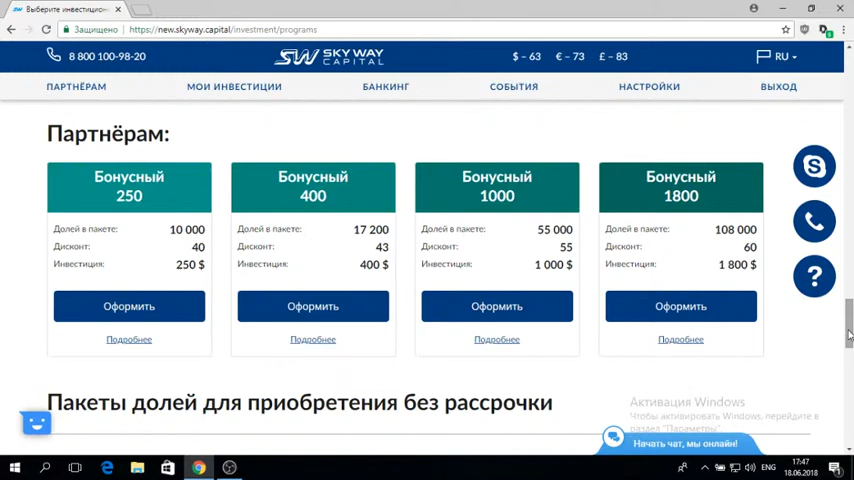 Выберите инвестицион
Защищено https://new.skyway.capital/investment/programs
8 800 100-98-20
SW SKY WAY CAPITAL
$ – 63 € – 73 £ – 83
RU
ПАРТНЁРАМ МОИ ИНВЕСТИЦИИ БАНКИНГ СОБЫТИЯ НАСТРОЙКИ ВЫХОД
Партнёрам:
Бонусный
250
Долей в пакете: 10 000
Дисконт: 40
Инвестиция: 250 $
Оформить
Подробнее
Бонусный
400
Долей в пакете: 17 200
Дисконт: 43
Инвестиция: 400 $
Оформить
Подробнее
Бонусный
1000
Долей в пакете: 55 000
Дисконт: 55
Инвестиция: 1 000 $
Оформить
Подробнее
Бонусный
1800
Долей в пакете: 108 000
Дисконт: 60
Инвестиция: 1 800 $
Оформить
Подробнее
Пакеты долей для приобретения без рассрочки
Активация Windows
Чтобы активировать Windows, перейдите в
раздел "Параметры".
Начать чат, мы онлайн!
ENG
17:47
18.06.2018